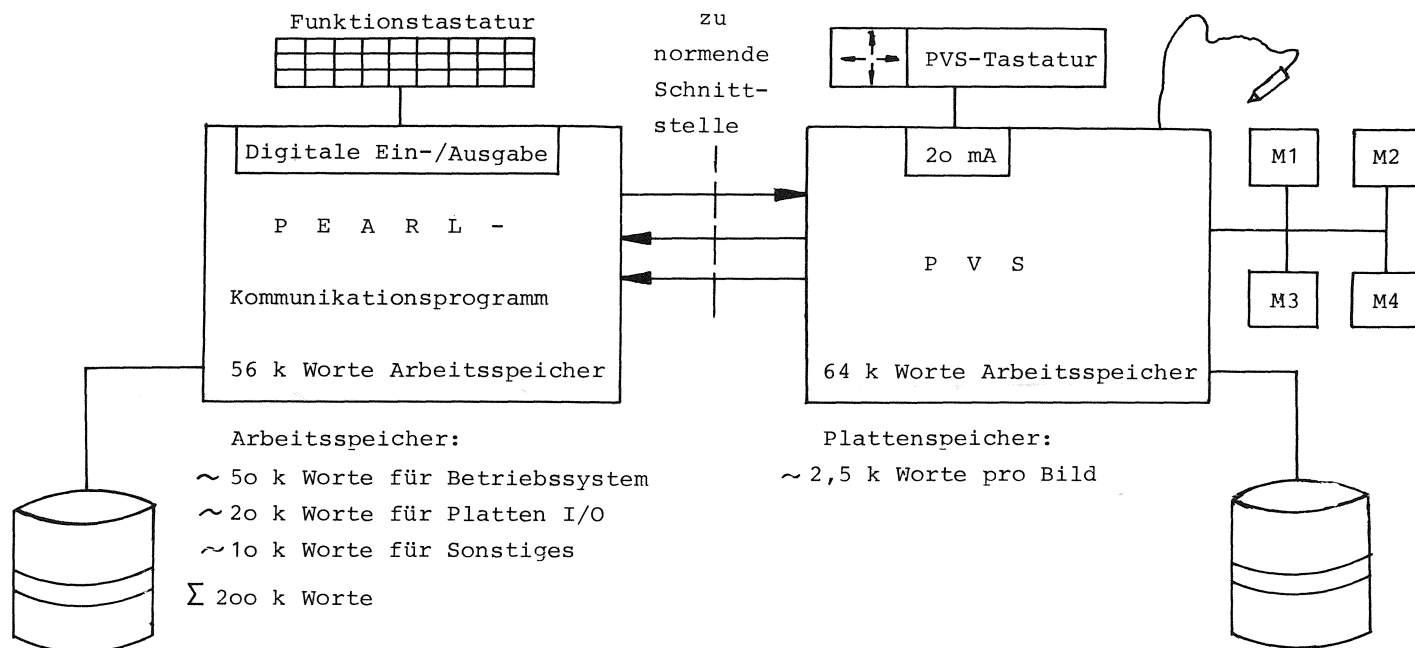 Funktionstastatur
zu
normende
Schnitt-
stelle
PVS-Tastatur
Digitale Ein-/Ausgabe
2o mA
M1
M2
P E A R L -
P V S
Kommunikationsprogramm
M3
M4
56 k Worte Arbeitsspeicher
64 k Worte Arbeitsspeicher
Arbeitsspeicher:
~ 5o k Worte für Betriebssystem
~ 2o k Worte für Platten I/O
~ 1o k Worte für Sonstiges
Σ 2oo k Worte
Plattenspeicher:
~ 2,5 k Worte pro Bild